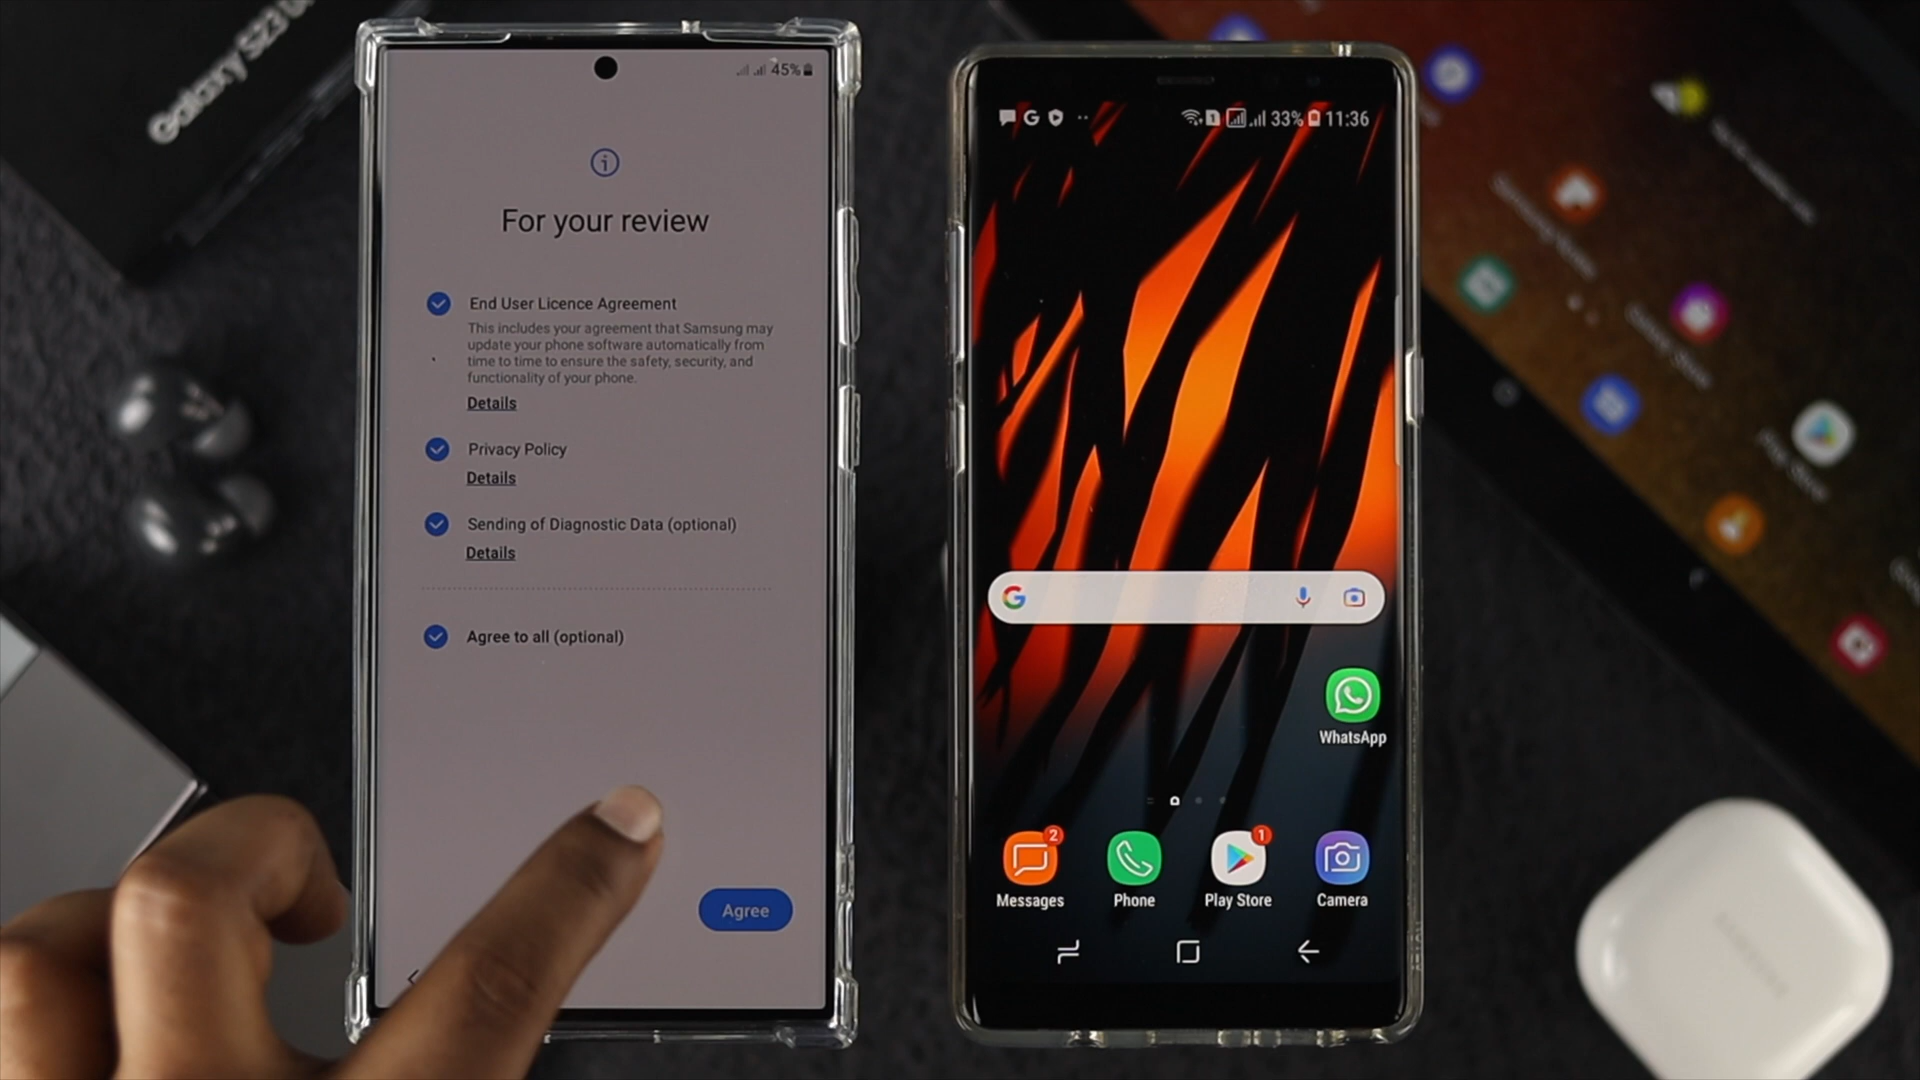 Galaxy S23 U
45%
For your review
End User Licence Agreement
This includes your agreement that Samsung may
update your phone software automatically from
time to time to ensure the safety, security, and
functionality of your phone.
Details
Privacy Policy
Details
Sending of Diagnostic Data (optional)
Details
Agree to all (optional)
Agree
G
1
33%
11:36
WhatsApp
2
1
Messages
Phone
Play Store
Camera
Play Store